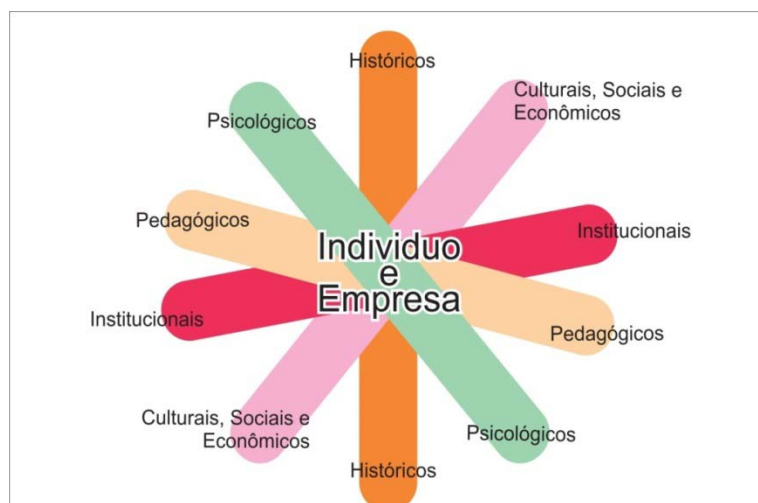 Históricos
Culturais, Sociais e
Econômicos
Psicológicos
Pedagógicos
Institucionais
Individuo
e
Empresa
Institucionais
Pedagógicos
Culturais, Sociais e
Econômicos
Psicológicos
Históricos